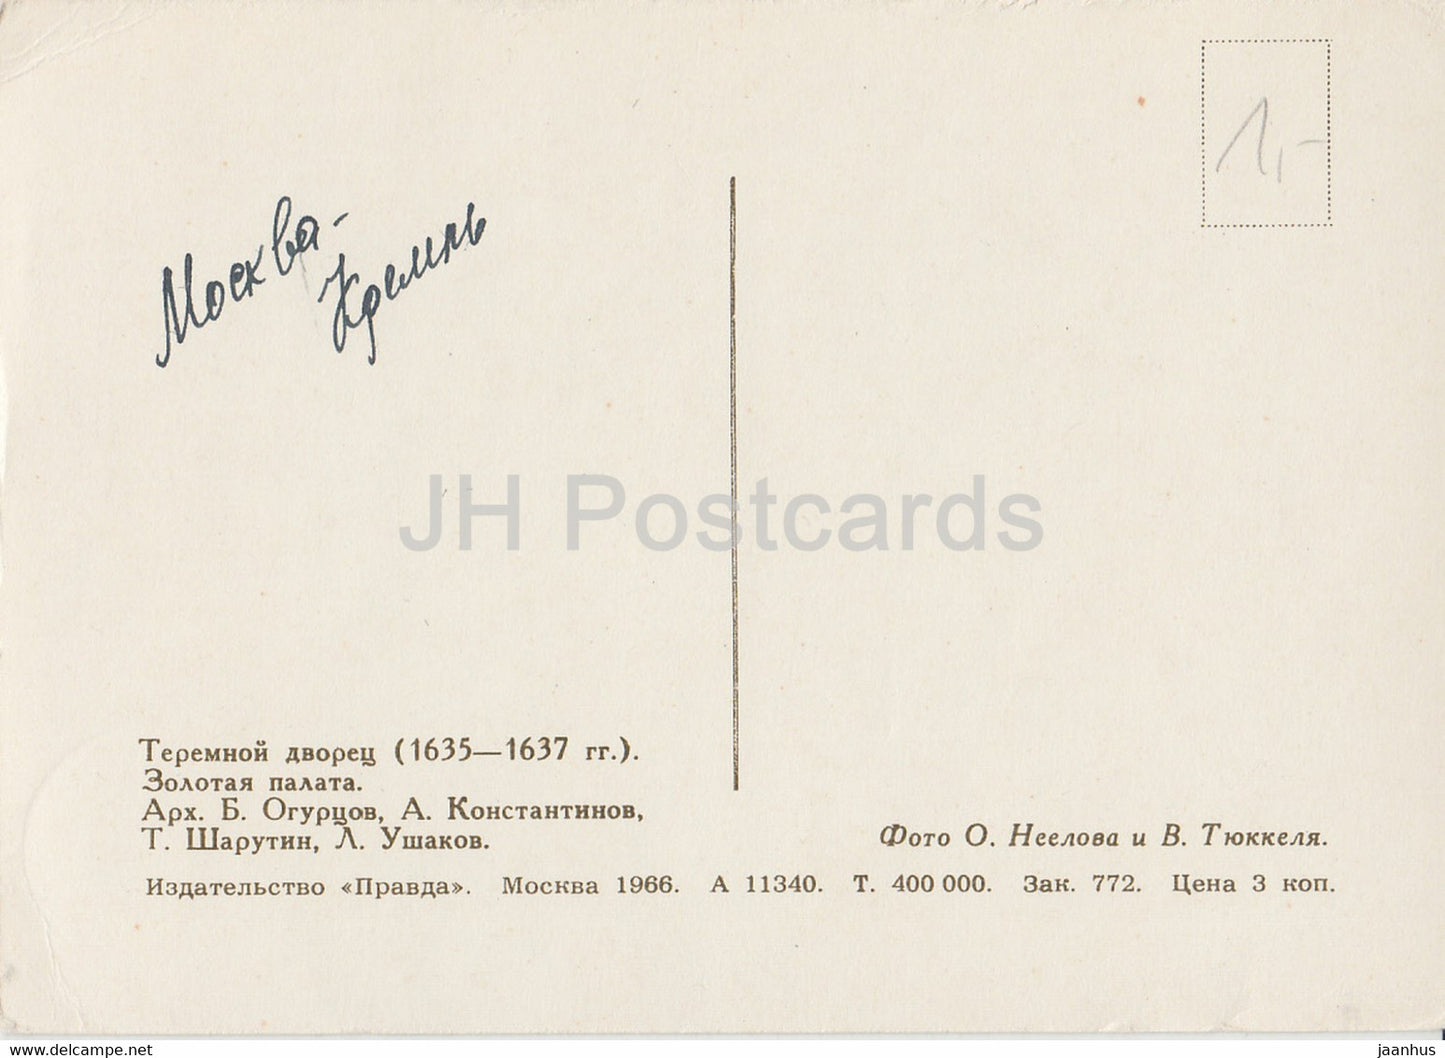 1,-
Москва-
Кремль
JH Postcards
Теремной дворец (1635—1637 гг.).
Золотая палата.
Арх. Б. Огурцов, А. Константинов,
Т. Шарутин, Л. Ушаков.
Фото О. Неелова и В. Тюккеля.
Издательство «Правда». Москва 1966. А 11340. Т. 400 000. Зак. 772. Цена 3 коп.
www.delcampe.net
jaanhus